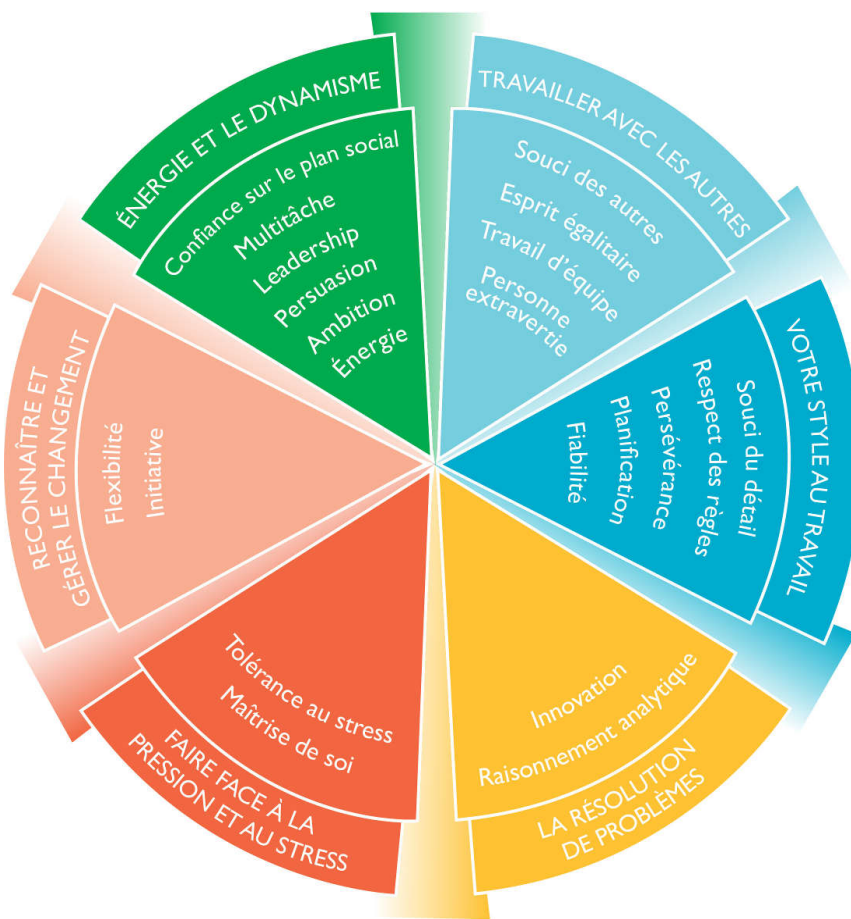 ÉNERGIE ET LE DYNAMISME
Confiance sur le plan social
Multitâche
Leadership
Persuasion
Ambition
Énergie
TRAVAILLER AVEC LES AUTRES
Souci des autres
Esprit égalitaire
Travail d'équipe
Personne
extravertie
VOTRE STYLE AU TRAVAIL
Souci du détail
Respect des règles
Persévérance
Planification
Fiabilité
Innovation
Raisonnement analytique
LA RÉSOLUTION
DE PROBLÈMES
Tolérance au stress
Maîtrise de soi
FAIRE FACE À LA
PRESSION ET AU STRESS
RECONNAÎTRE ET
GÉRER LE CHANGEMENT
Flexibilité
Initiative